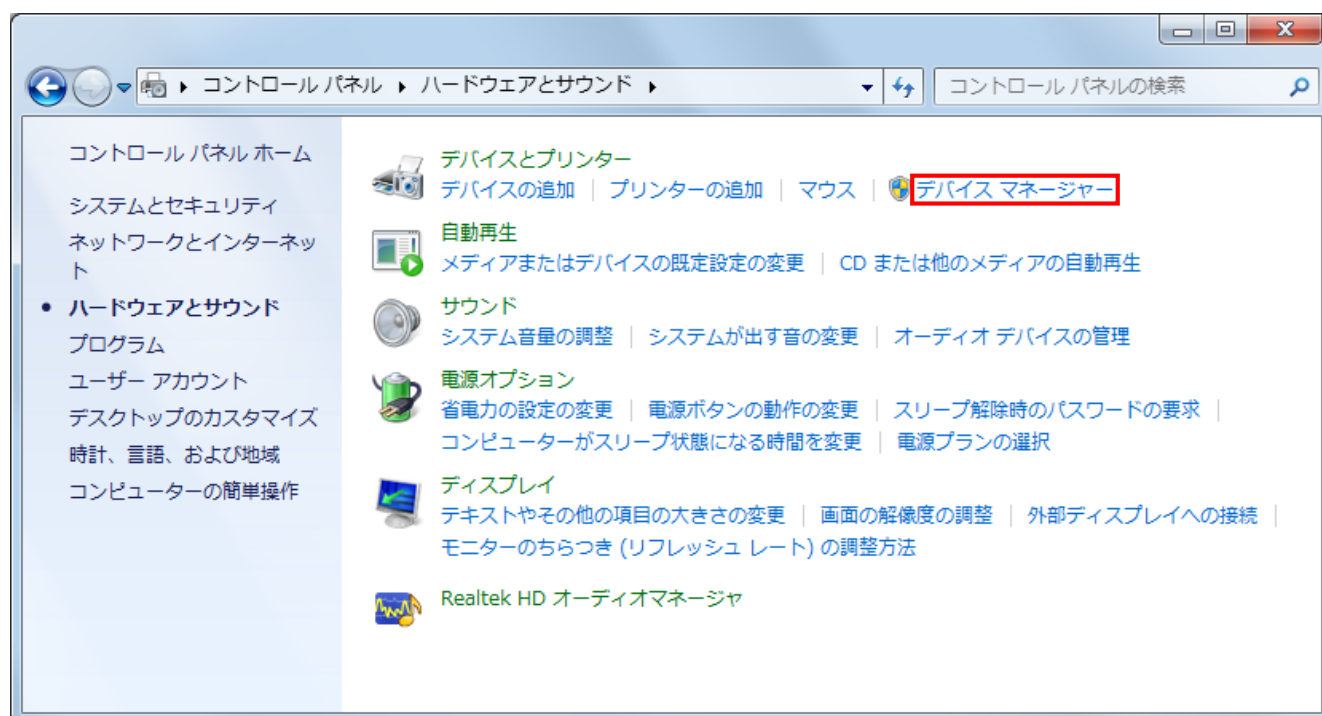 コントロール パネル ▸ ハードウェアとサウンド ▸
コントロール パネルの検索
コントロール パネル ホーム
システムとセキュリティ
ネットワークとインターネッ
ト
• ハードウェアとサウンド
プログラム
ユーザー アカウント
デスクトップのカスタマイズ
時計、言語、および地域
コンピューターの簡単操作
デバイスとプリンター
デバイスの追加 | プリンターの追加 | マウス | デバイス マネージャー
自動再生
メディアまたはデバイスの既定設定の変更 | CD または他のメディアの自動再生
サウンド
システム音量の調整 | システムが出す音の変更 | オーディオ デバイスの管理
電源オプション
省電力の設定の変更 | 電源ボタンの動作の変更 | スリープ解除時のパスワードの要求 |
コンピューターがスリープ状態になる時間を変更 | 電源プランの選択
ディスプレイ
テキストやその他の項目の大きさの変更 | 画面の解像度の調整 | 外部ディスプレイへの接続 |
モニターのちらつき (リフレッシュ レート) の調整方法
Realtek HD オーディオマネージャ